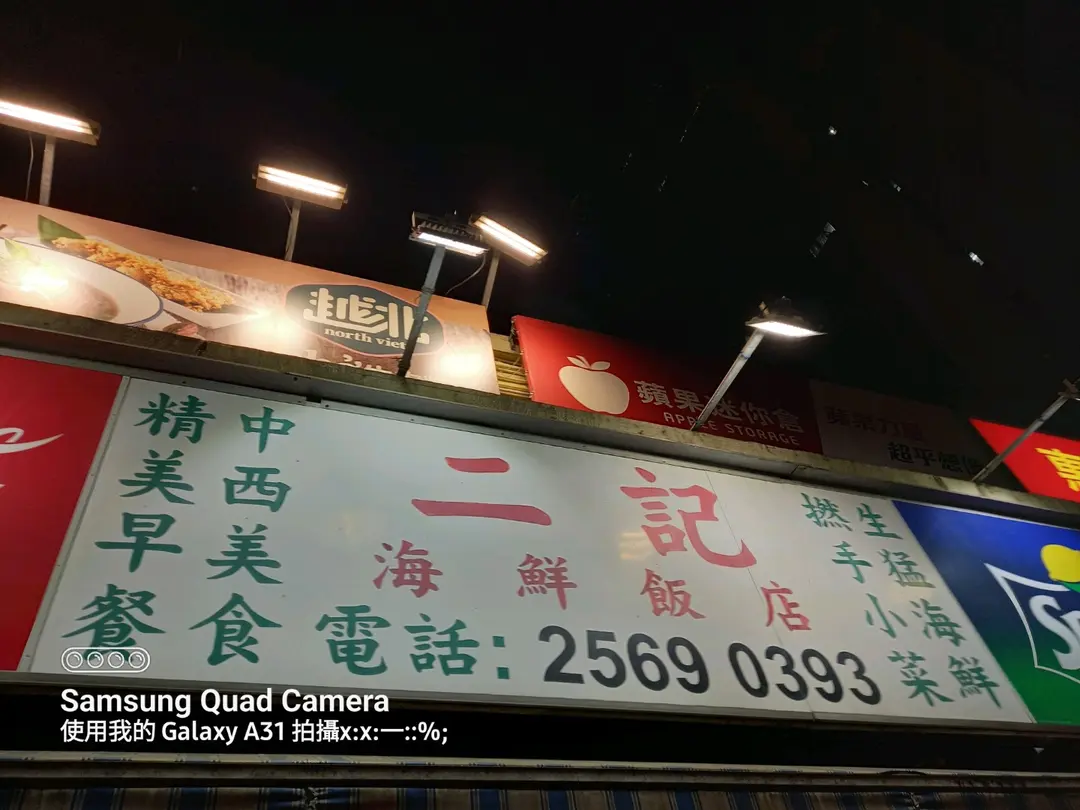 越北
north viet
蘋果迷你倉
APPLE STORAGE
精美早餐
中西美食
二記
海鮮飯店
電話: 2569 0393
撚手小菜
生猛海鮮
Samsung Quad Camera
使用我的 Galaxy A31 拍攝x:x:一::%;